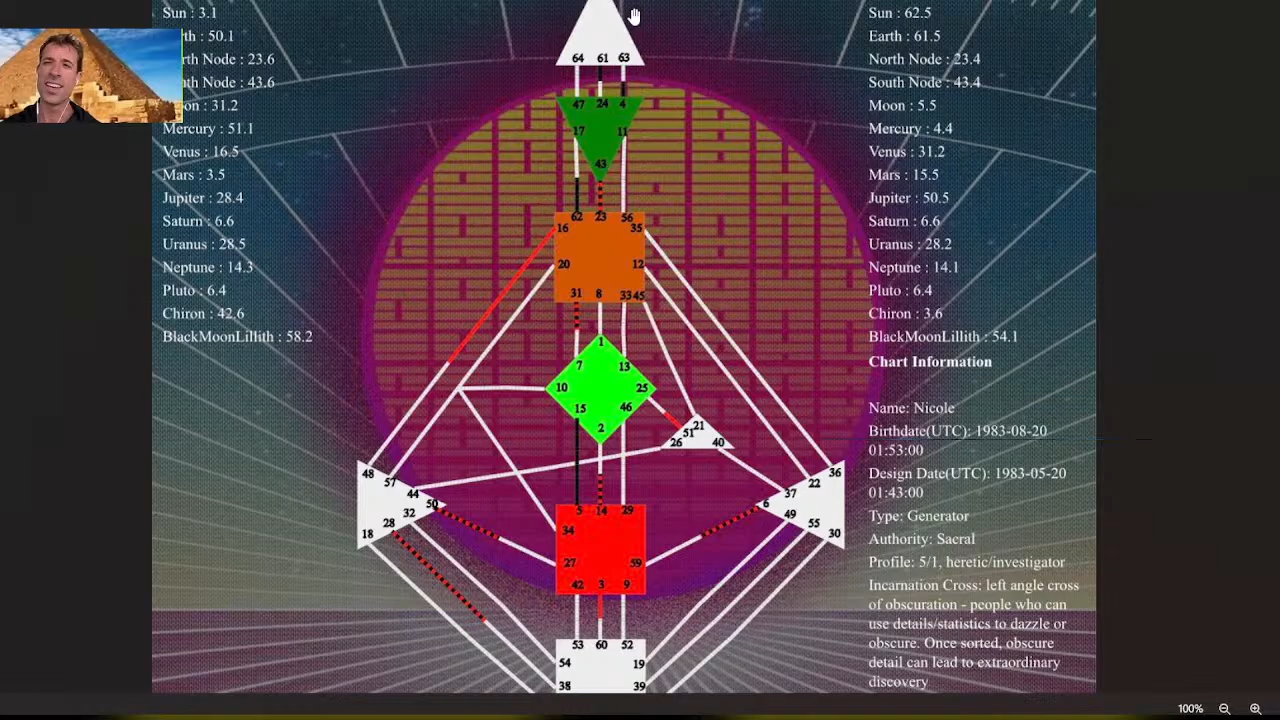 Sun : 3.1
50.1
North Node : 23.6
South Node : 43.6
31.2
Mercury : 51.1
Venus : 16.5
Mars : 3.5
Jupiter : 28.4
Saturn : 6.6
Uranus : 28.5
Neptune : 14.3
Pluto : 6.4
Chiron : 42.6
BlackMoonLillith : 58.2
64 61 63
47 24 4
17 11
43
62 23 56
16 35
20 12
31 8 33 45
1
7 13
10 25
15 46
2
21
51
26 40
48
57
44
50
32
28
18
36
22
37
6
49
55
30
5 14 29
34
27 59
42 3 9
53 60 52
54 19
38 39
Sun : 62.5
Earth : 61.5
North Node : 23.4
South Node : 43.4
Moon : 5.5
Mercury : 4.4
Venus : 31.2
Mars : 15.5
Jupiter : 50.5
Saturn : 6.6
Uranus : 28.2
Neptune : 14.1
Pluto : 6.4
Chiron : 3.6
BlackMoonLillith : 54.1
Chart Information
Name: Nicole
Birthdate(UTC): 1983-08-20
01:53:00
Design Date(UTC): 1983-05-20
01:43:00
Type: Generator
Authority: Sacral
Profile: 5/1, heretic/investigator
Incarnation Cross: left angle cross
of obscuration - people who can
use details/statistics to dazzle or
obscure. Once sorted, obscure
detail can lead to extraordinary
discovery
100%